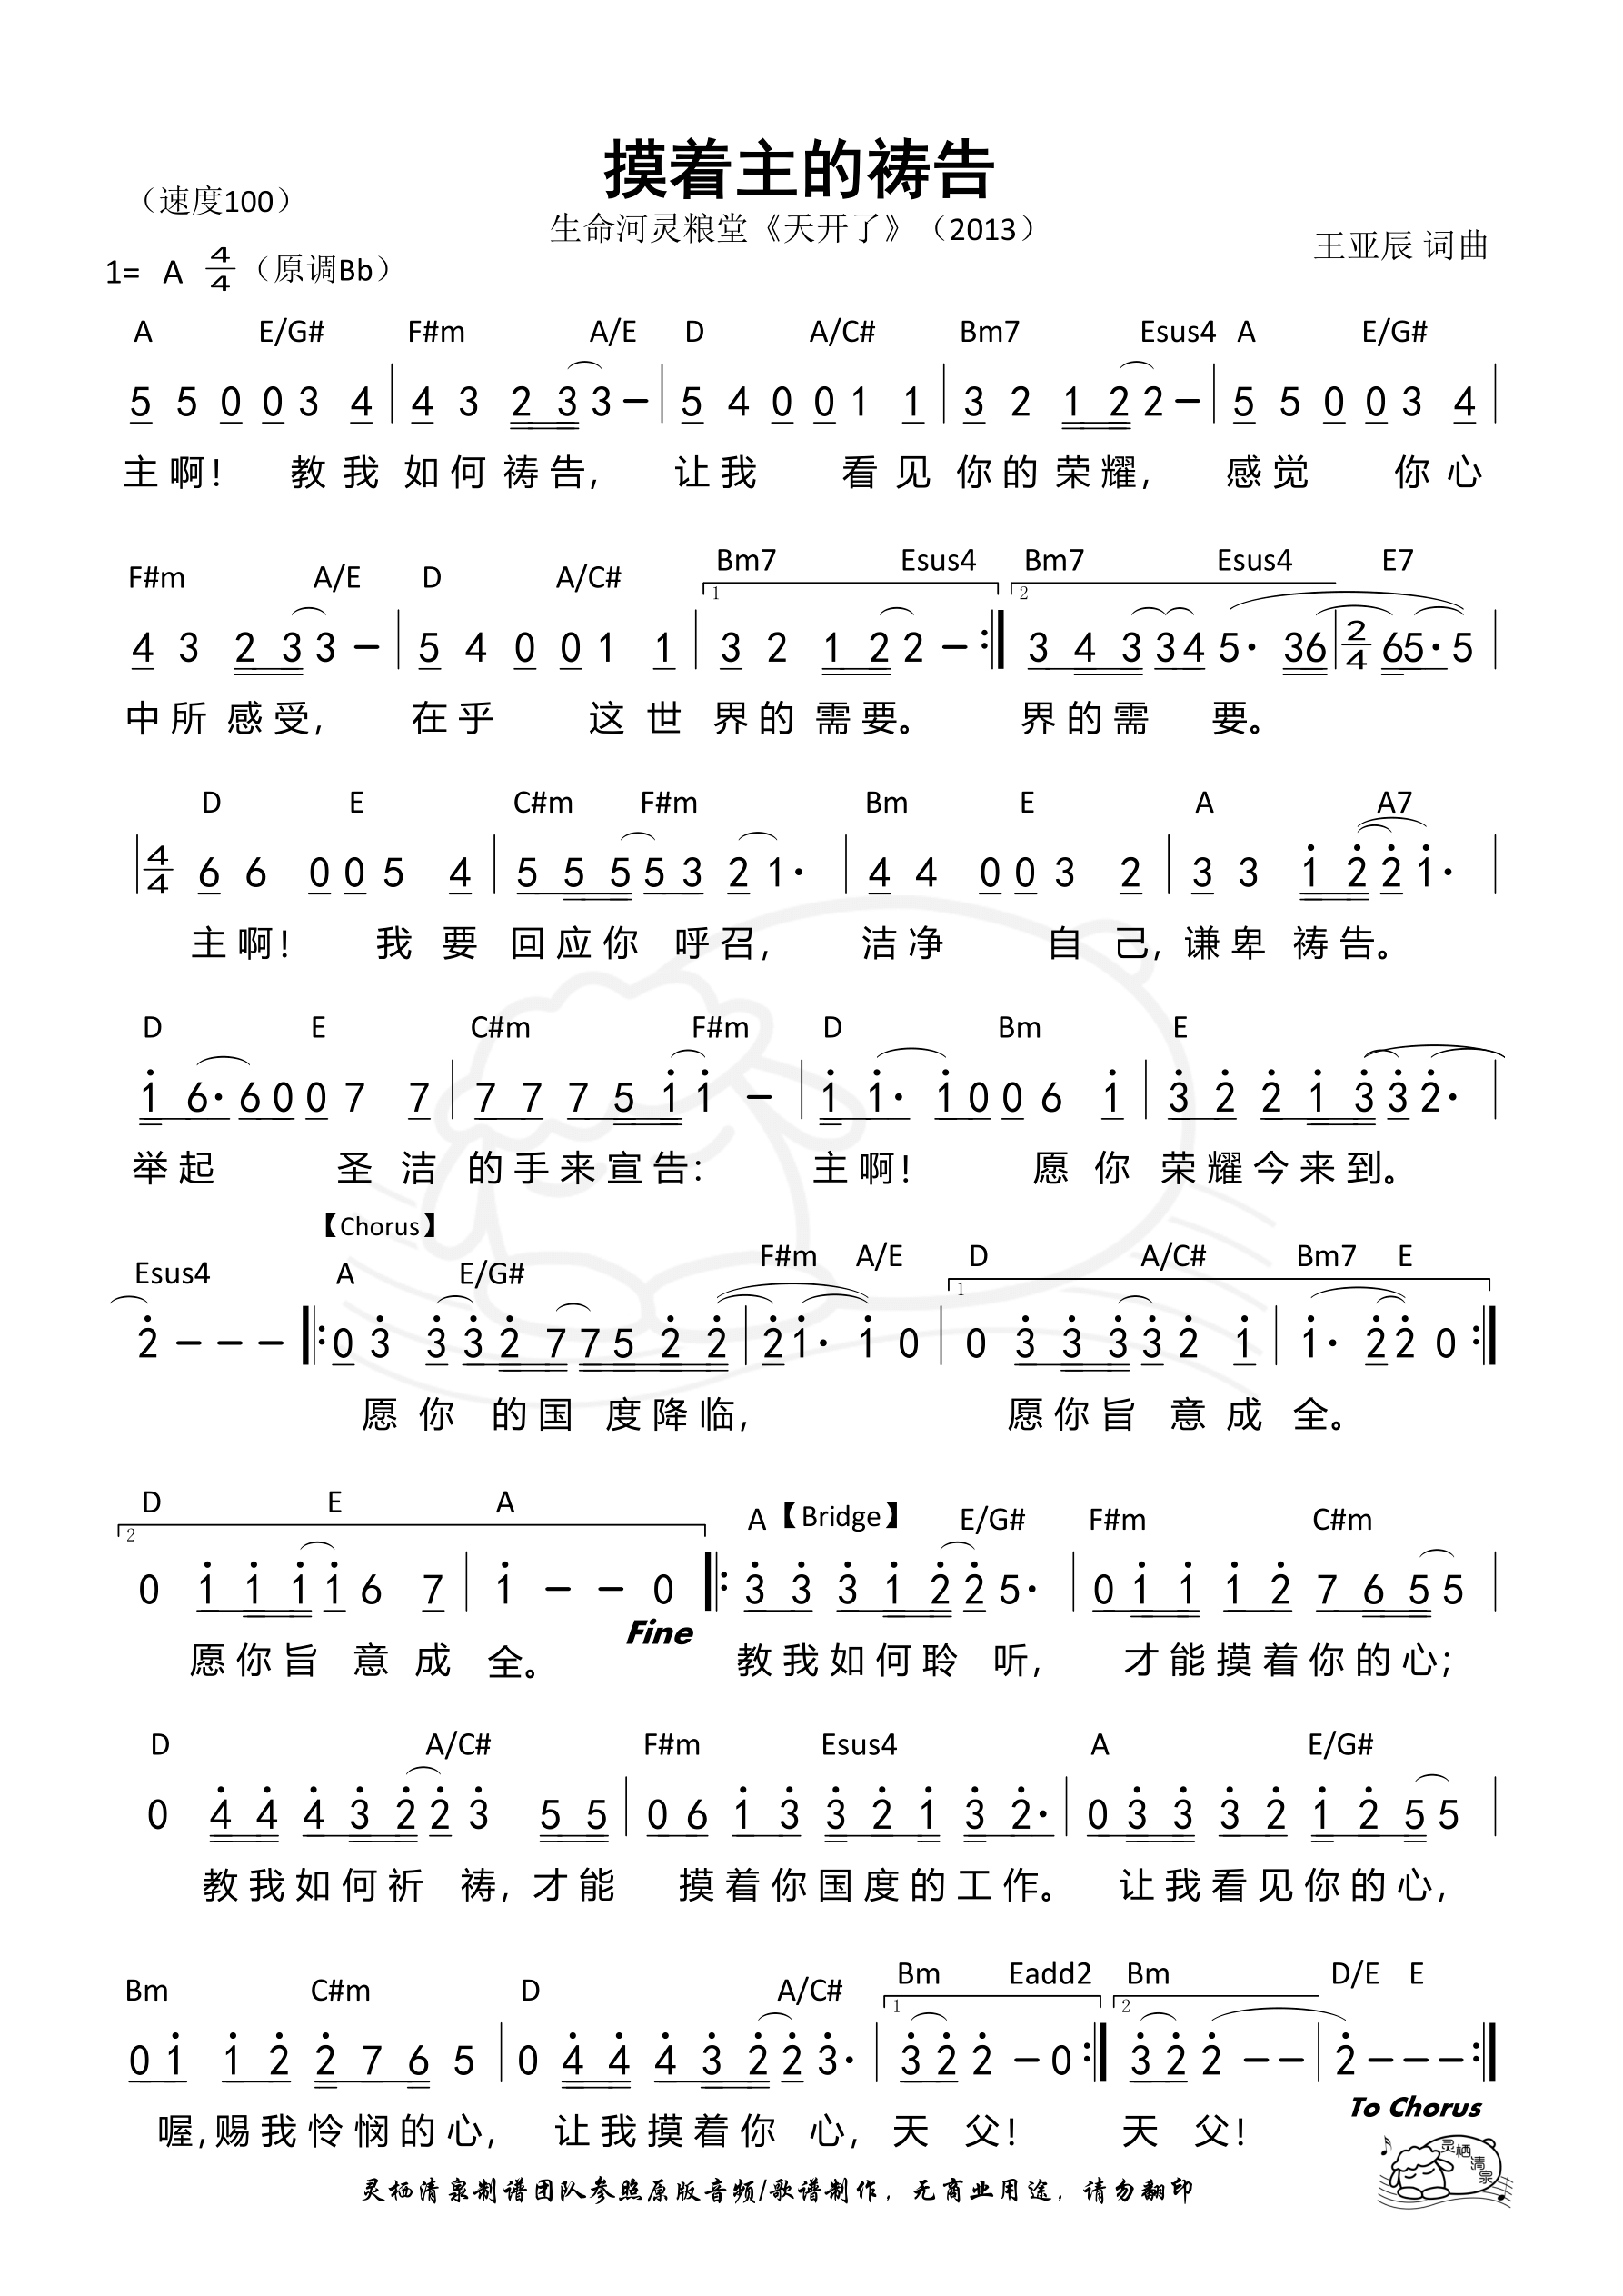 摸着主的祷告
（速度100）
生命河灵粮堂《天开了》（2013）
王亚辰 词曲
1= A 4/4 （原调Bb）
A E/G# F#m A/E D A/C# Bm7 Esus4 A E/G#
5 5 0 0 3 4 | 4 3 2 3 3 – | 5 4 0 0 1 1 | 3 2 1 2 2 – | 5 5 0 0 3 4 |
主啊！ 教我如何祷告， 让我 看见你的荣耀， 感觉 你心
F#m A/E D A/C# Bm7 Esus4 Bm7 Esus4 E7
4 3 2 3 3 – | 5 4 0 0 1 1 | 1 3 2 1 2 2 – :| 2 3 4 3 3 4 5· 3 6 | 2/4 6 5· 5 |
中所感受， 在乎 这世界的需要。 界的需 要。
D E C#m F#m Bm E A A7
| 4/4 6 6 0 0 5 4 | 5 5 5 5 3 2 1· | 4 4 0 0 3 2 | 3 3 1 2 2 1· |
主啊！ 我要回应你呼召， 洁净 自己，谦卑祷告。
D E C#m F#m D Bm E
1 6· 6 0 0 7 7 | 7 7 7 5 1 1 – | 1 1· 1 0 0 6 1 | 3 2 2 1 3 3 2· |
举起 圣洁的手来宣告： 主啊！ 愿你荣耀今来到。
【Chorus】
Esus4 A E/G# F#m A/E D A/C# Bm7 E
2 – – – |: 0 3 3 3 2 7 7 5 2 2 | 2 1· 1 0 | 1 0 3 3 3 3 2 1 | 1· 2 2 0 :|
愿你的国度降临， 愿你旨意成全。
D E A A【Bridge】 E/G# F#m C#m
2 0 1 1 1 1 6 7 | 1 – – 0 |: 3 3 3 1 2 2 5· | 0 1 1 1 2 7 6 5 5 |
Fine
愿你旨意成全。 教我如何聆听， 才能摸着你的心；
D A/C# F#m Esus4 A E/G#
0 4 4 4 3 2 2 3 5 5 | 0 6 1 3 3 2 1 3 2· | 0 3 3 3 2 1 2 5 5 |
教我如何祈祷，才能 摸着你国度的工作。 让我看见你的心，
Bm C#m D A/C# Bm Eadd2 Bm D/E E
0 1 1 2 2 7 6 5 | 0 4 4 4 3 2 2 3· | 1 3 2 2 – 0 :| 2 3 2 2 – – | 2 – – – :|
To Chorus
喔，赐我怜悯的心， 让我摸着你心，天父！ 天父！
灵栖清泉
灵栖清泉制谱团队参照原版音频/歌谱制作，无商业用途，请勿翻印